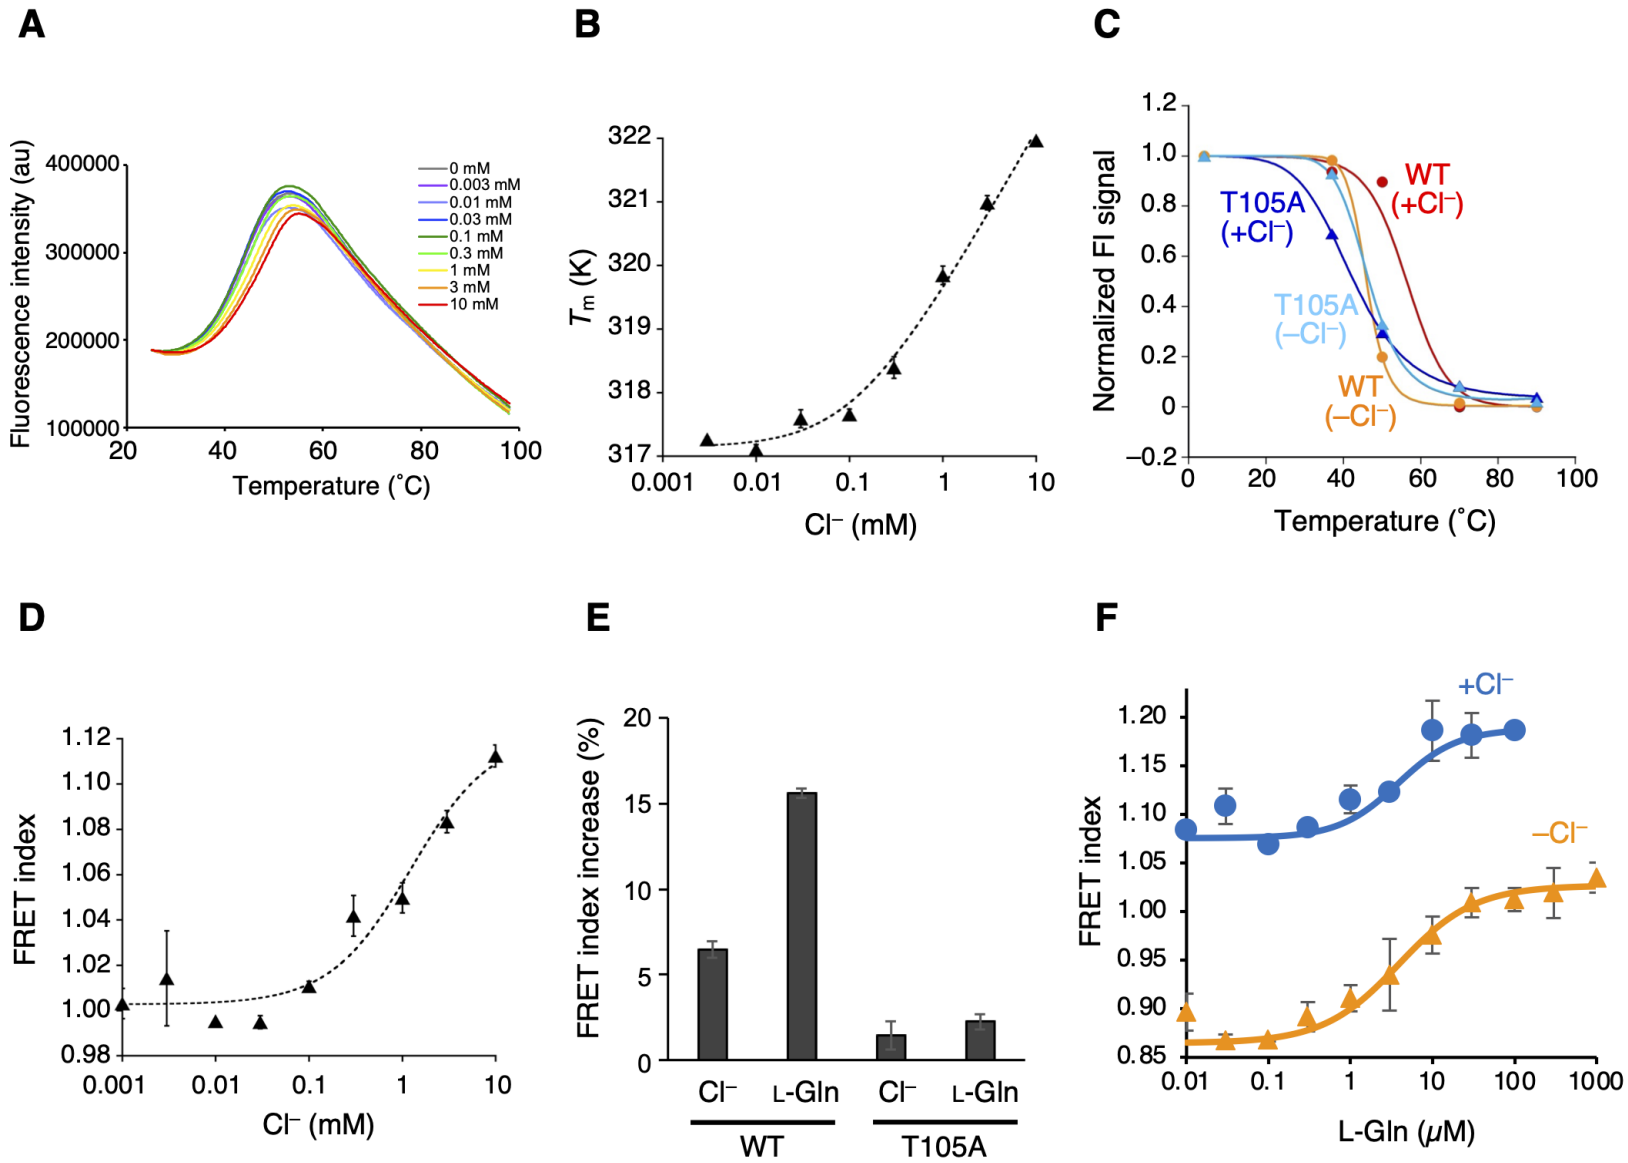 A
B
C
Fluorescence intensity (au)
400000
300000
200000
100000
20
40
60
80
100
Temperature (˚C)
0 mM
0.003 mM
0.01 mM
0.03 mM
0.1 mM
0.3 mM
1 mM
3 mM
10 mM
Tm (K)
322
321
320
319
318
317
0.001
0.01
0.1
1
10
Cl– (mM)
Normalized FI signal
1.2
1.0
0.8
0.6
0.4
0.2
0
–0.2
0
20
40
60
80
100
Temperature (˚C)
WT
(+Cl–)
T105A
(+Cl–)
T105A
(–Cl–)
WT
(–Cl–)
D
E
F
FRET index
1.12
1.10
1.08
1.06
1.04
1.02
1.00
0.98
0.001
0.01
0.1
1
10
Cl– (mM)
FRET index increase (%)
20
15
10
5
0
Cl–
L-Gln
Cl–
L-Gln
WT
T105A
FRET index
1.20
1.15
1.10
1.05
1.00
0.95
0.90
0.85
0.01
0.1
1
10
100
1000
L-Gln (µM)
+Cl–
–Cl–